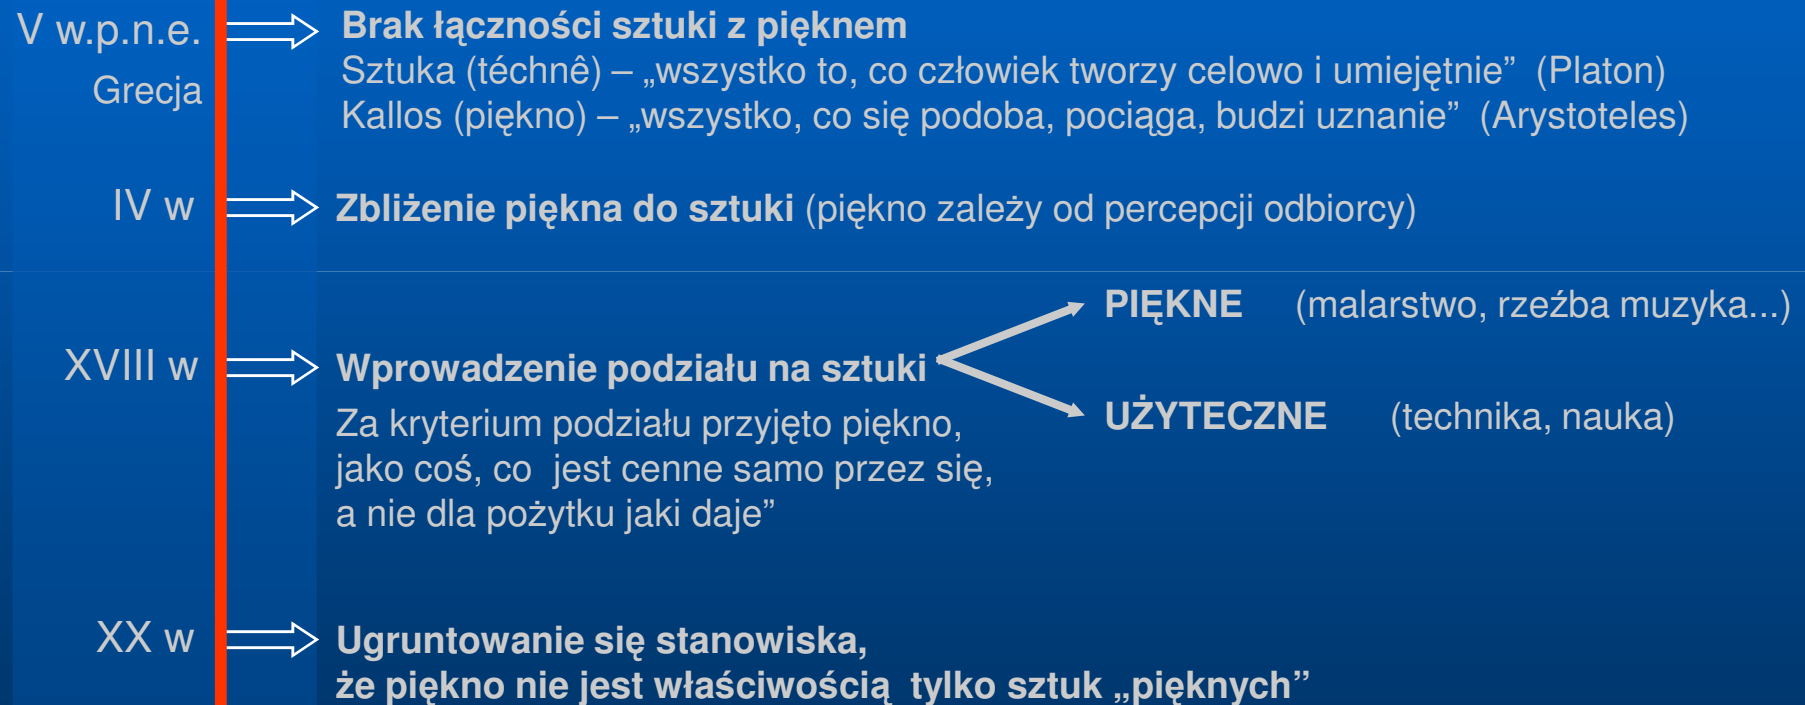 V w.p.n.e.
Grecja
Brak łączności sztuki z pięknem
Sztuka (téchnê) – „wszystko to, co człowiek tworzy celowo i umiejętnie” (Platon)
Kallos (piękno) – „wszystko, co się podoba, pociąga, budzi uznanie” (Arystoteles)
IV w
Zbliżenie piękna do sztuki (piękno zależy od percepcji odbiorcy)
XVIII w
Wprowadzenie podziału na sztuki
PIĘKNE (malarstwo, rzeźba muzyka...)
UŻYTECZNE (technika, nauka)
Za kryterium podziału przyjęto piękno,
jako coś, co jest cenne samo przez się,
a nie dla pożytku jaki daje”
XX w
Ugruntowanie się stanowiska,
że piękno nie jest właściwością tylko sztuk „pięknych”